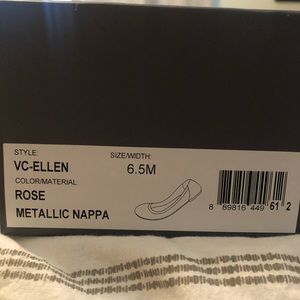 STYLE: SIZE/WIDTH:
VC-ELLEN 6.5M
COLOR/MATERIAL
ROSE
METALLIC NAPPA
8 89816 449 61 2